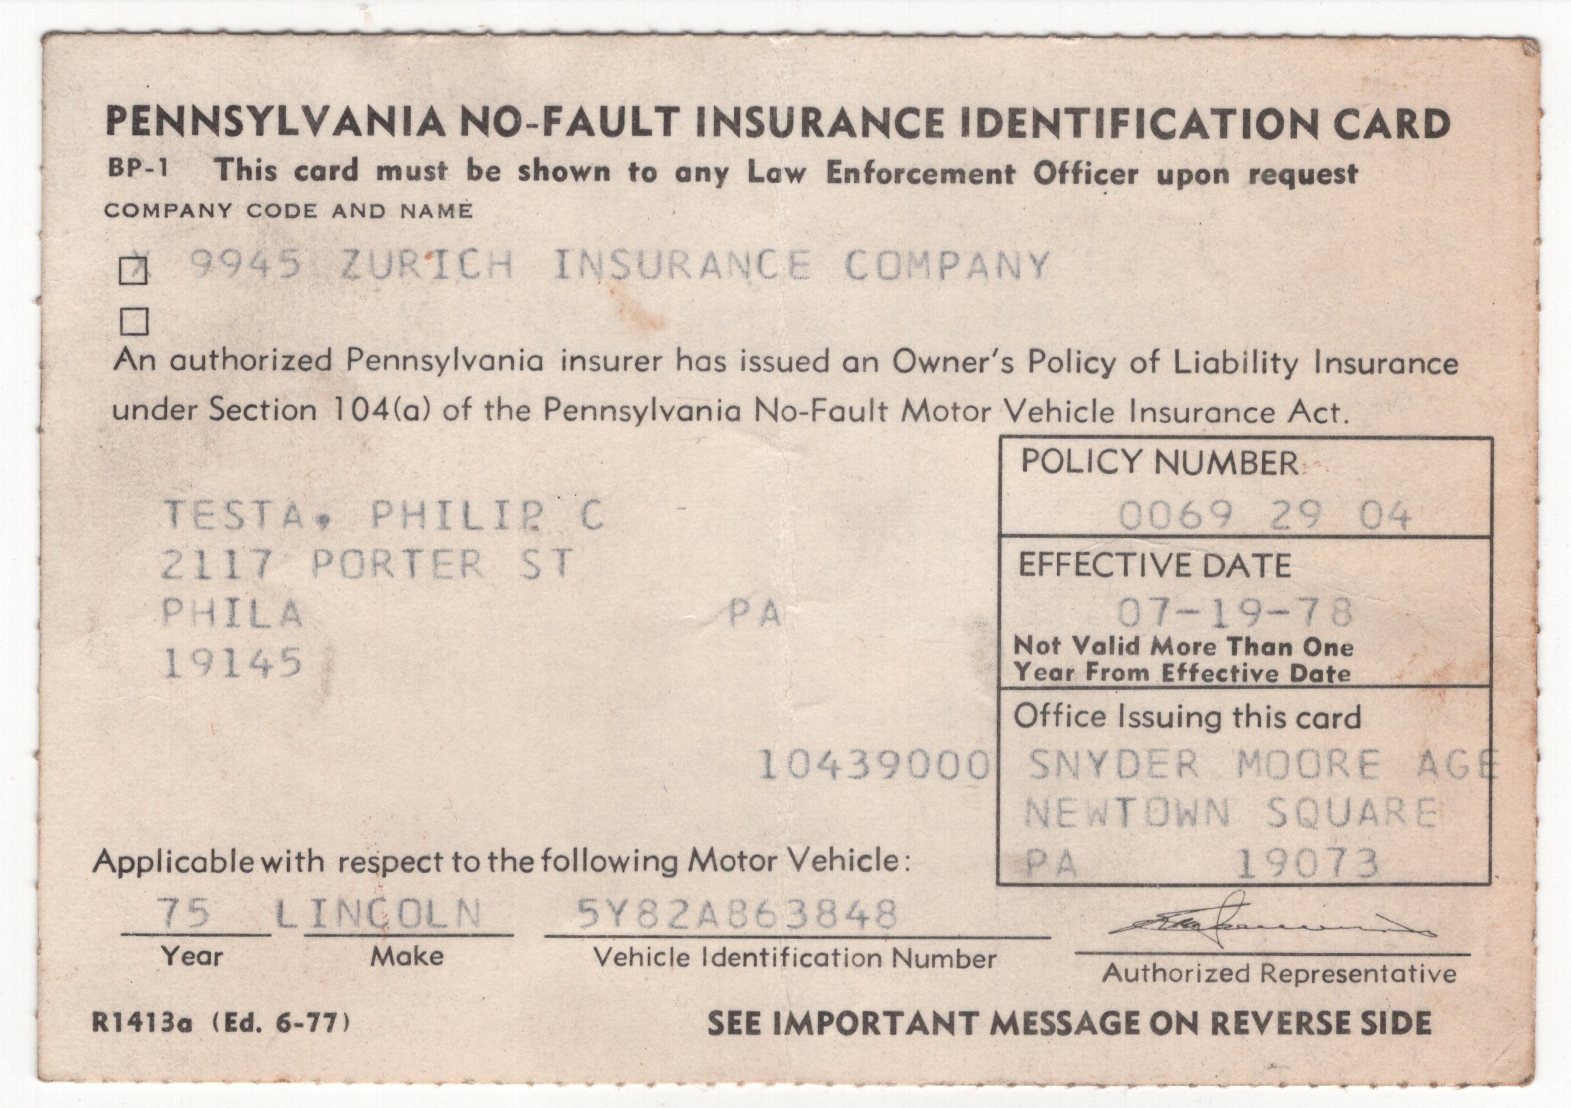 PENNSYLVANIA NO-FAULT INSURANCE IDENTIFICATION CARD
BP-1 This card must be shown to any Law Enforcement Officer upon request
COMPANY CODE AND NAME
X 9945 ZURICH INSURANCE COMPANY
An authorized Pennsylvania insurer has issued an Owner's Policy of Liability Insurance
under Section 104(a) of the Pennsylvania No-Fault Motor Vehicle Insurance Act.
POLICY NUMBER
0069 29 04
TESTA, PHILIP C
2117 PORTER ST
PHILA PA
19145
EFFECTIVE DATE
07-19-78
Not Valid More Than One
Year From Effective Date
Office Issuing this card
10439000 SNYDER MOORE AGE
NEWTOWN SQUARE
PA 19073
Applicable with respect to the following Motor Vehicle:
75 LINCOLN 5Y82A863848
Year Make Vehicle Identification Number
Authorized Representative
R1413a (Ed. 6-77)
SEE IMPORTANT MESSAGE ON REVERSE SIDE